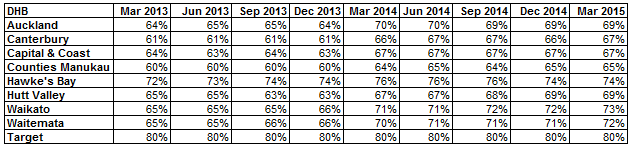 DHB Mar 2013 Jun 2013 Sep 2013 Dec 2013 Mar 2014 Jun 2014 Sep 2014 Dec 2014 Mar 2015
Auckland 64% 65% 65% 64% 70% 70% 69% 69% 69%
Canterbury 61% 61% 61% 61% 66% 67% 67% 66% 67%
Capital & Coast 64% 63% 64% 63% 67% 67% 67% 67% 67%
Counties Manukau 60% 60% 60% 60% 64% 65% 64% 65% 65%
Hawke's Bay 72% 73% 74% 74% 76% 76% 76% 74% 74%
Hutt Valley 65% 65% 63% 63% 67% 67% 68% 69% 69%
Waikato 65% 65% 65% 66% 71% 71% 72% 72% 73%
Waitemata 65% 65% 66% 66% 70% 71% 71% 71% 72%
Target 80% 80% 80% 80% 80% 80% 80% 80% 80%